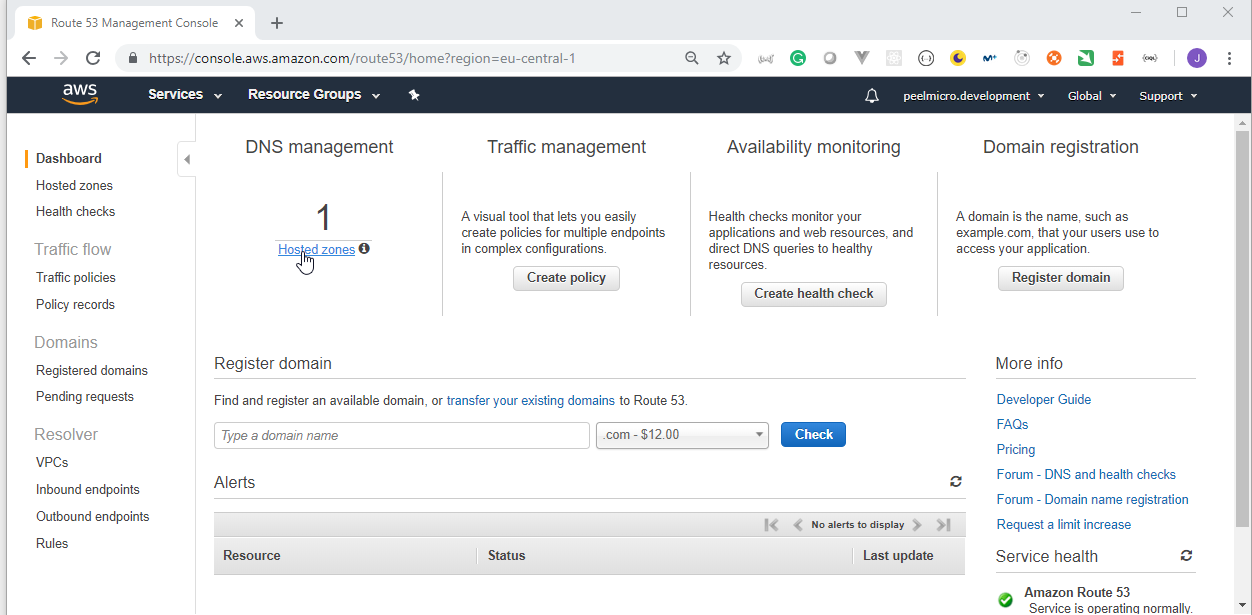 Route 53 Management Console
https://console.aws.amazon.com/route53/home?region=eu-central-1
J
aws
Services
Resource Groups
peelmicro.development
Global
Support
Dashboard
Hosted zones
Health checks
Traffic flow
Traffic policies
Policy records
Domains
Registered domains
Pending requests
Resolver
VPCs
Inbound endpoints
Outbound endpoints
Rules
DNS management
1
Hosted zones
Traffic management
A visual tool that lets you easily
create policies for multiple endpoints
in complex configurations.
Create policy
Availability monitoring
Health checks monitor your
applications and web resources, and
direct DNS queries to healthy
resources.
Create health check
Domain registration
A domain is the name, such as
example.com, that your users use to
access your application.
Register domain
Register domain
Find and register an available domain, or transfer your existing domains to Route 53.
Type a domain name
.com - $12.00
Check
Alerts
No alerts to display
Resource
Status
Last update
More info
Developer Guide
FAQs
Pricing
Forum - DNS and health checks
Forum - Domain name registration
Request a limit increase
Service health
Amazon Route 53
Service is operating normally.